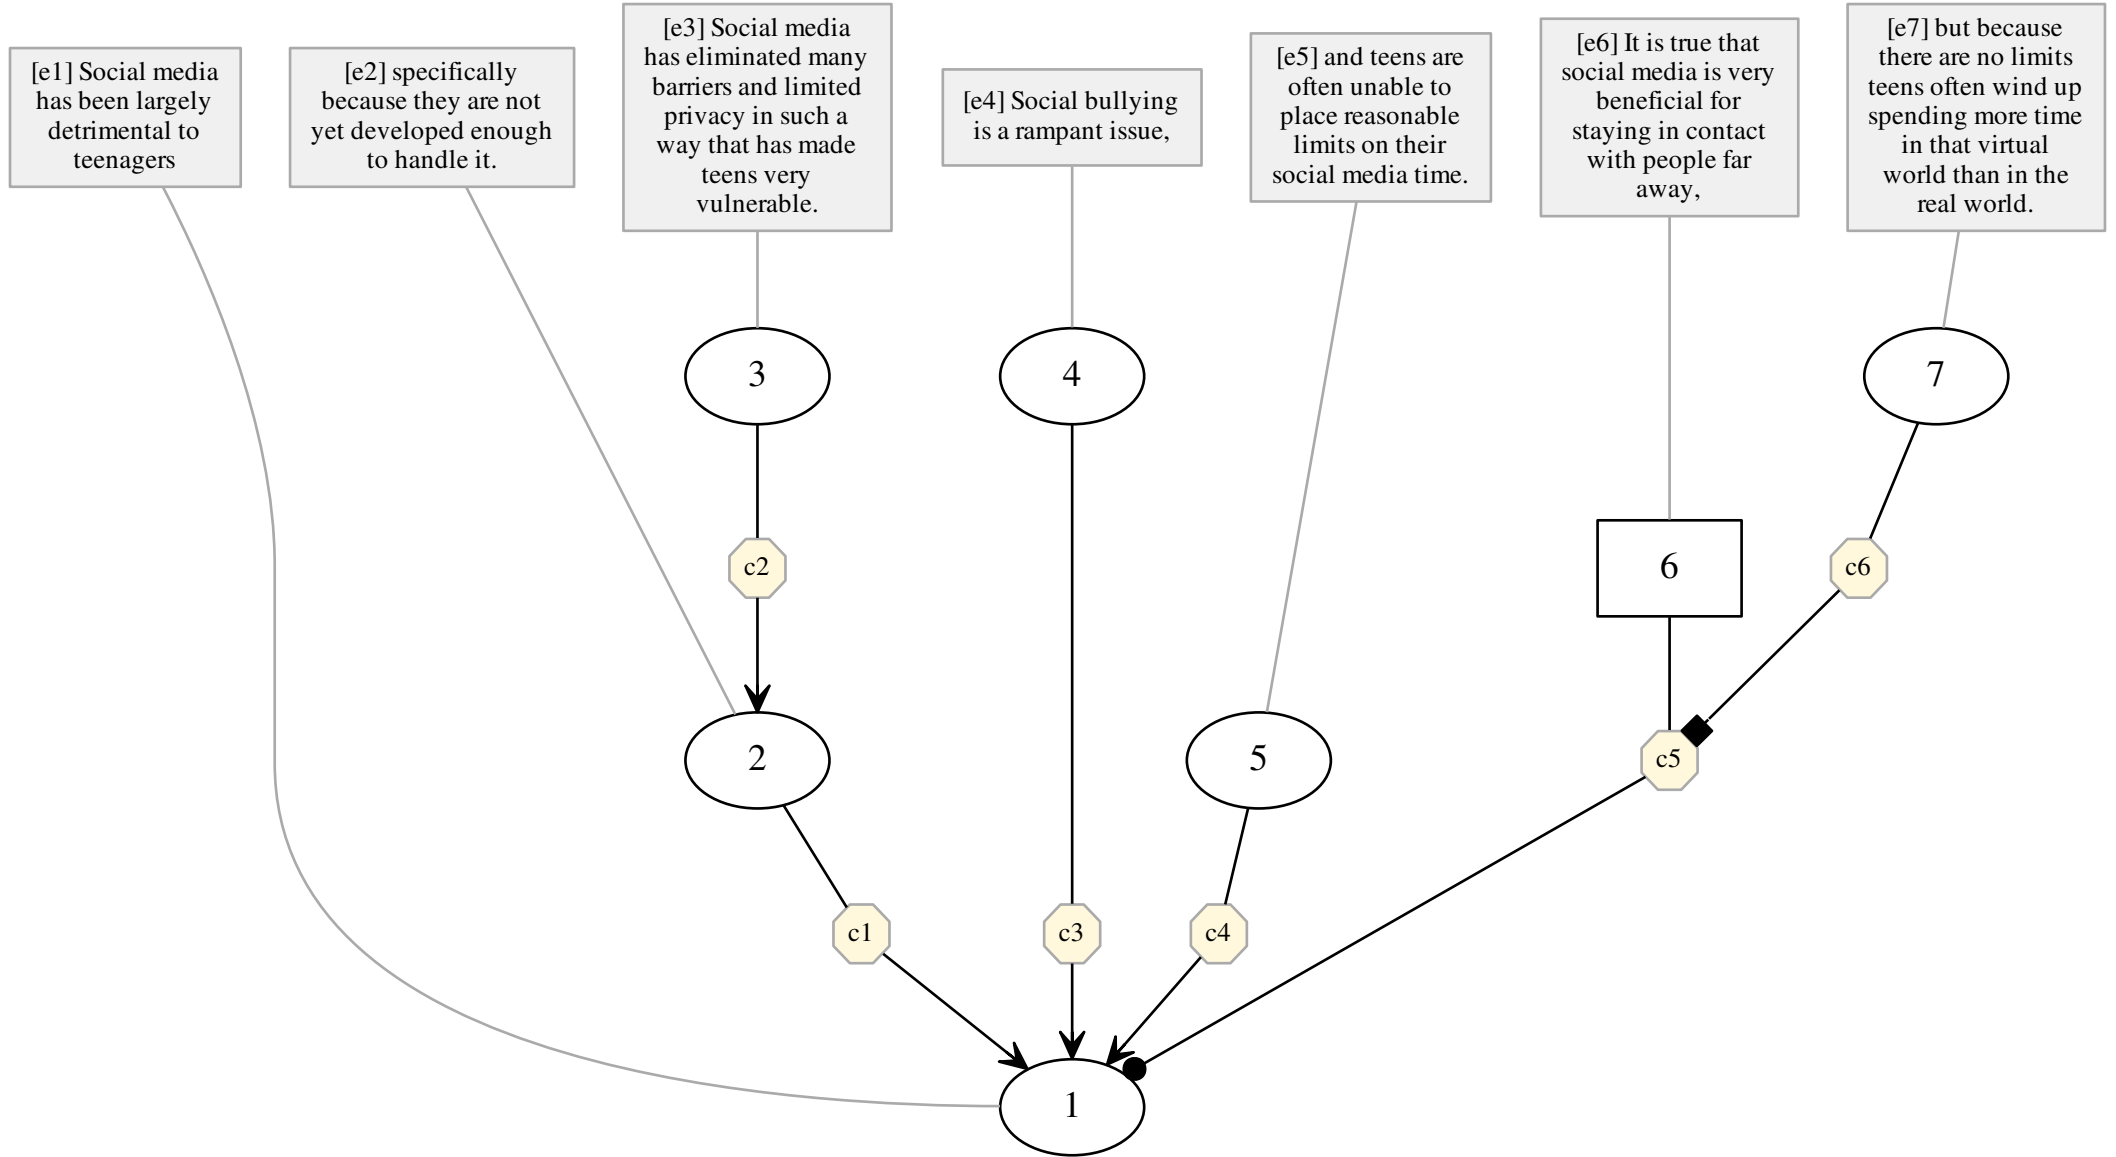 [e1] Social media
has been largely
detrimental to
teenagers
[e2] specifically
because they are not
yet developed enough
to handle it.
[e3] Social media
has eliminated many
barriers and limited
privacy in such a
way that has made
teens very
vulnerable.
[e4] Social bullying
is a rampant issue,
[e5] and teens are
often unable to
place reasonable
limits on their
social media time.
[e6] It is true that
social media is very
beneficial for
staying in contact
with people far
away,
[e7] but because
there are no limits
teens often wind up
spending more time
in that virtual
world than in the
real world.
3
4
7
c2
6
c6
2
5
c5
c1
c3
c4
1